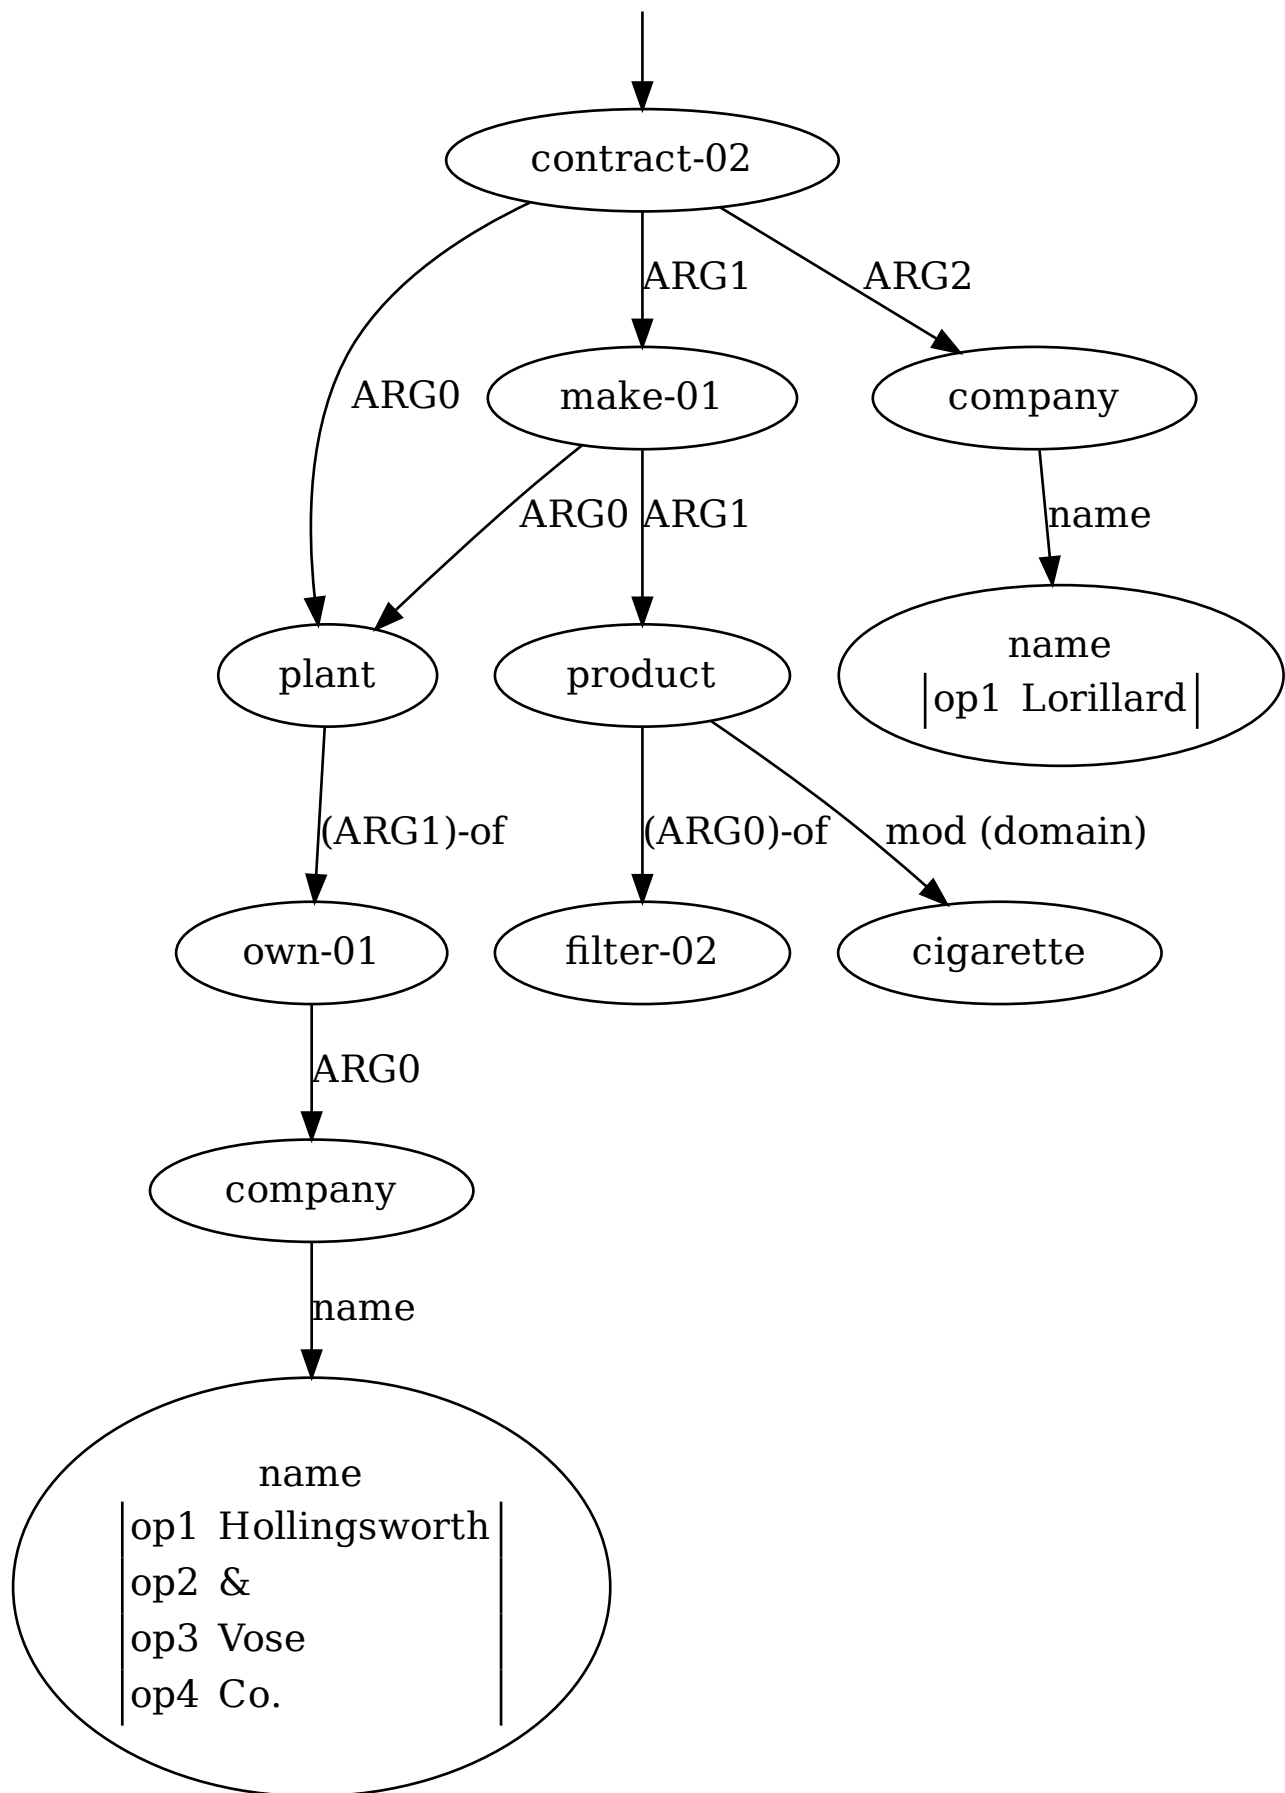 contract-02
ARG1
ARG2
ARG0
make-01
company
ARG0
ARG1
name
plant
product
name
op1 Lorillard
(ARG1)-of
(ARG0)-of
mod (domain)
own-01
filter-02
cigarette
ARG0
company
name
name
op1 Hollingsworth
op2 &
op3 Vose
op4 Co.